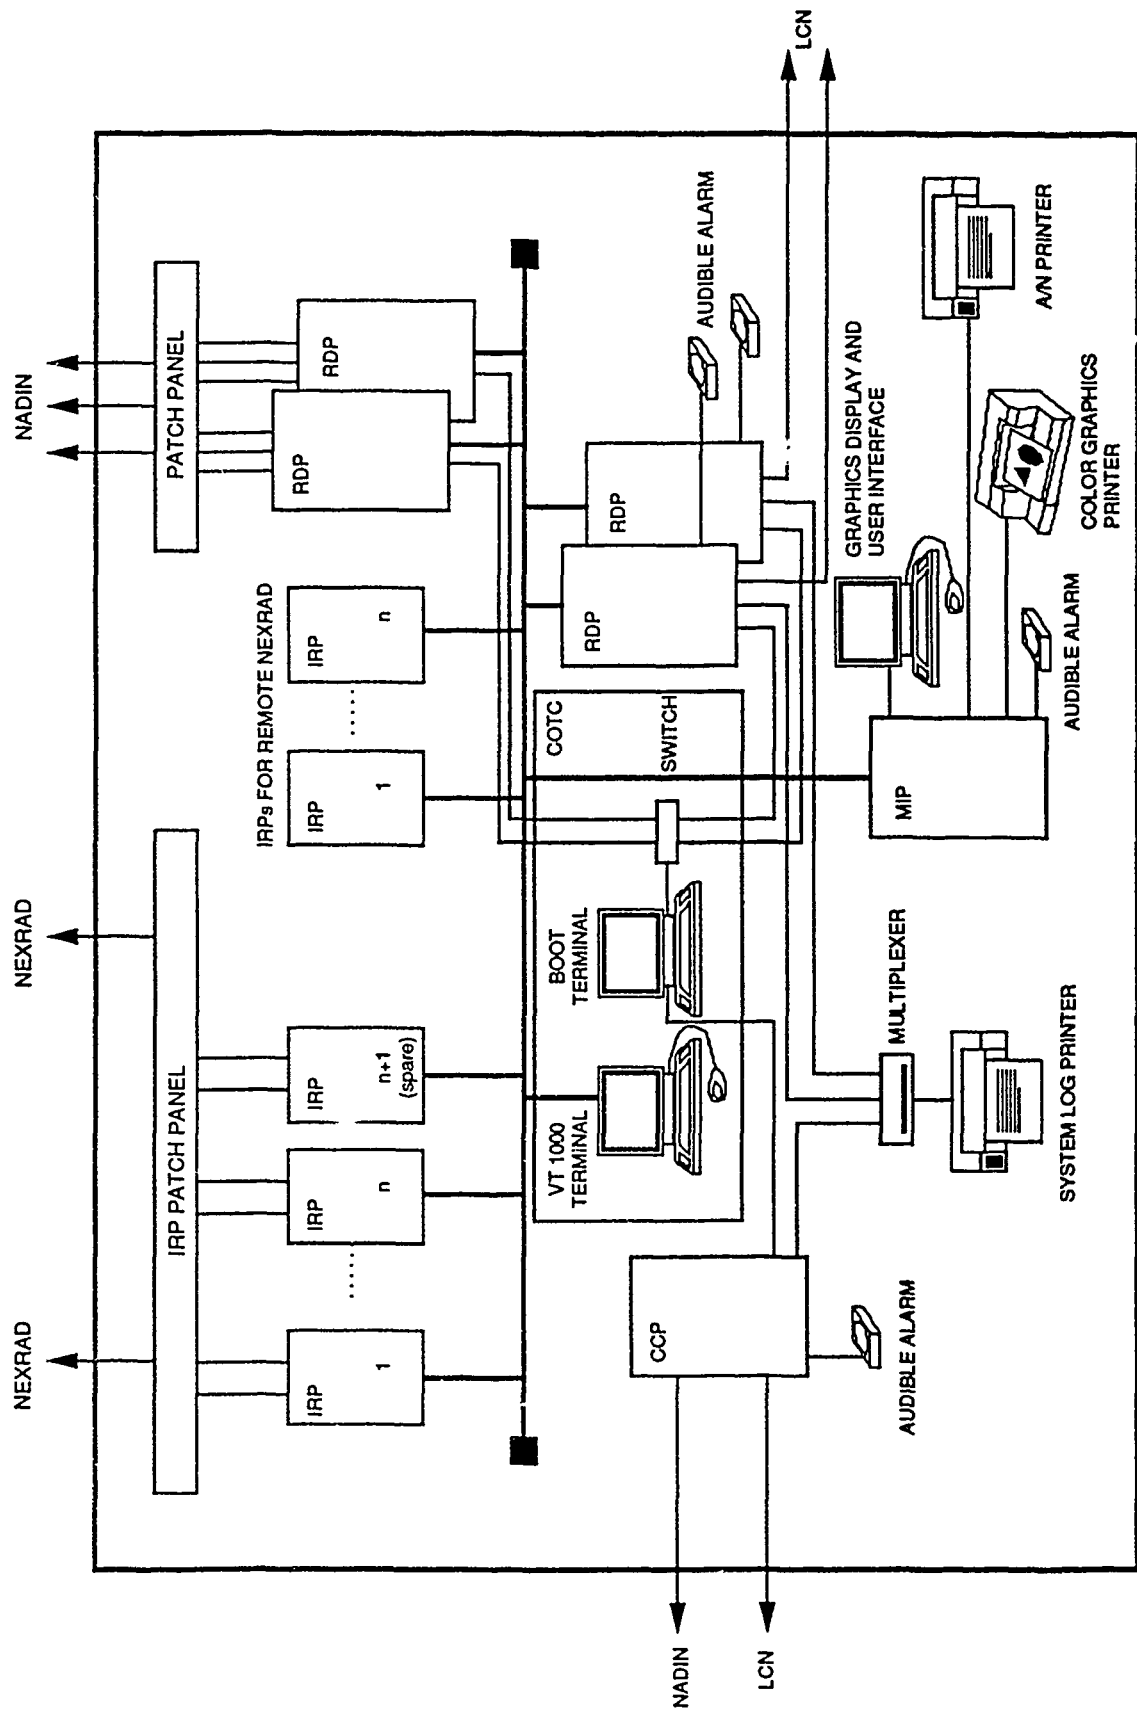 NEXRAD
NEXRAD
NADIN
IRP PATCH PANEL
PATCH PANEL
IRPs FOR REMOTE NEXRAD
IRP
1
.....
IRP
n
IRP
n+1
(spare)
IRP
1
.....
IRP
n
RDP
RDP
COTC
VT 1000
TERMINAL
BOOT
TERMINAL
SWITCH
RDP
RDP
AUDIBLE ALARM
LCN
CCP
NADIN
LCN
AUDIBLE ALARM
MULTIPLEXER
SYSTEM LOG PRINTER
MIP
GRAPHICS DISPLAY AND
USER INTERFACE
AUDIBLE ALARM
COLOR GRAPHICS
PRINTER
A/N PRINTER